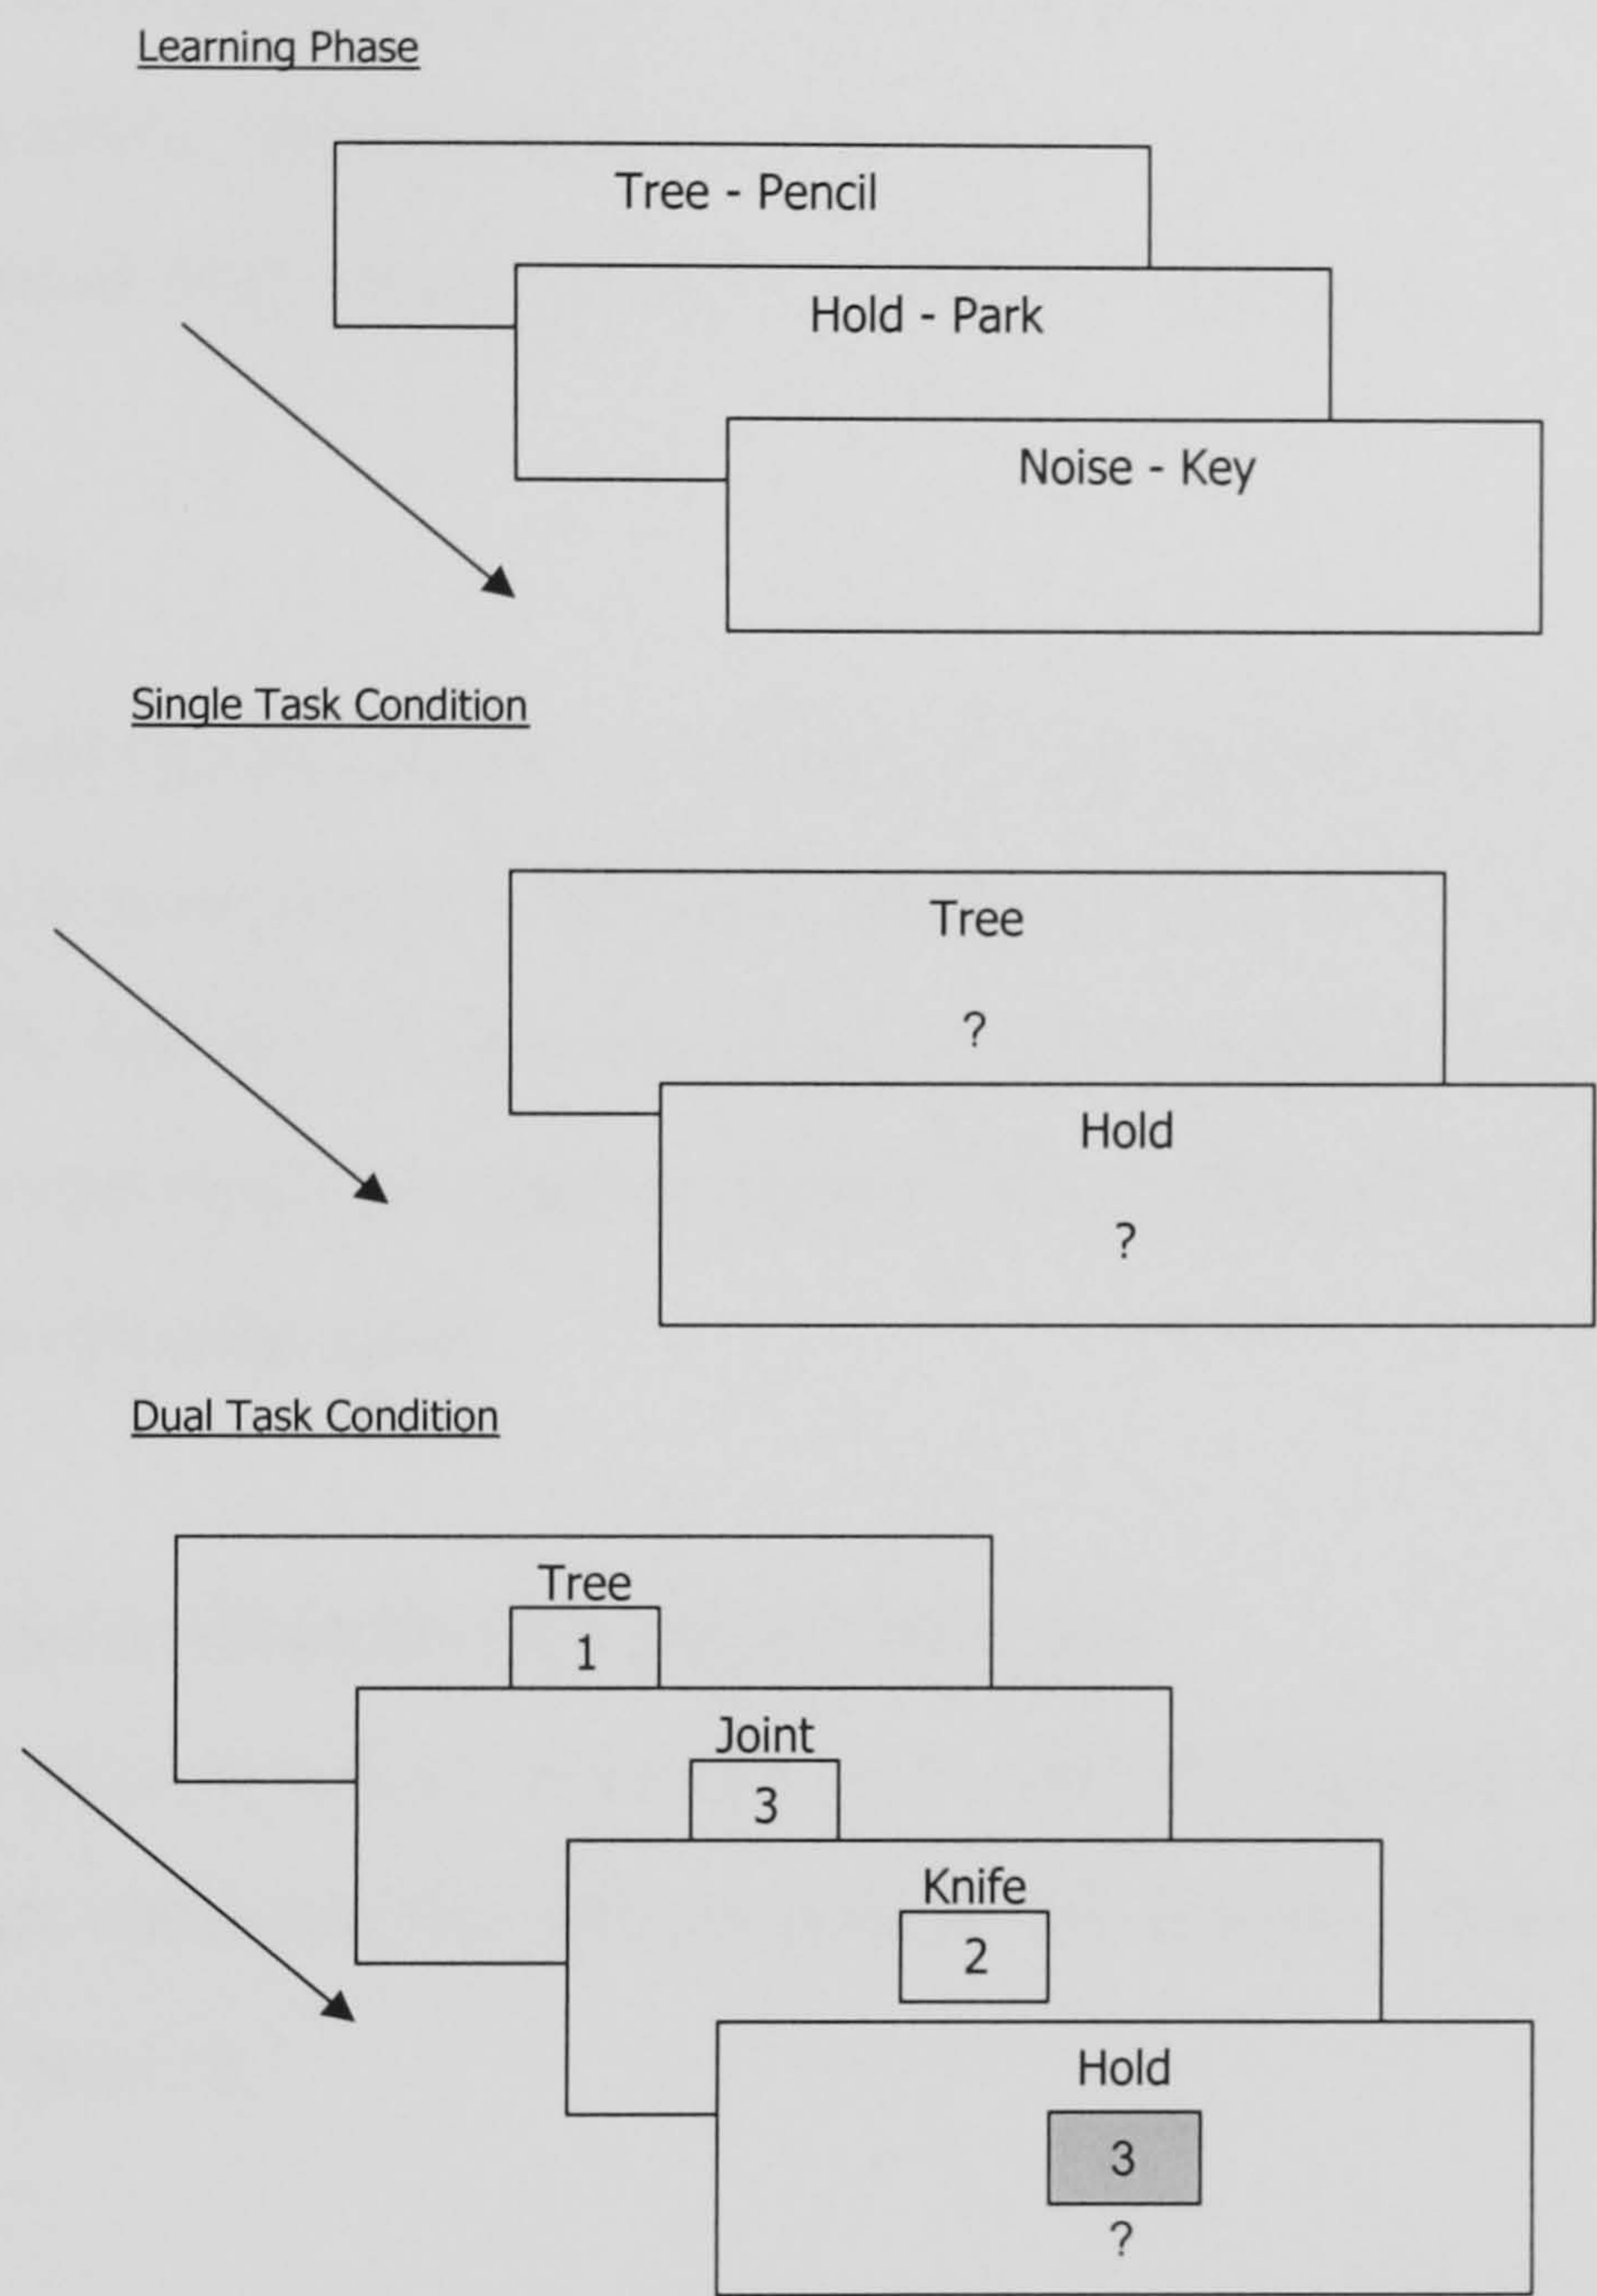 Learning Phase
Tree - Pencil
Hold - Park
Noise - Key
Single Task Condition
Tree
?
Hold
?
Dual Task Condition
Tree
1
Joint
3
Knife
2
Hold
3
?